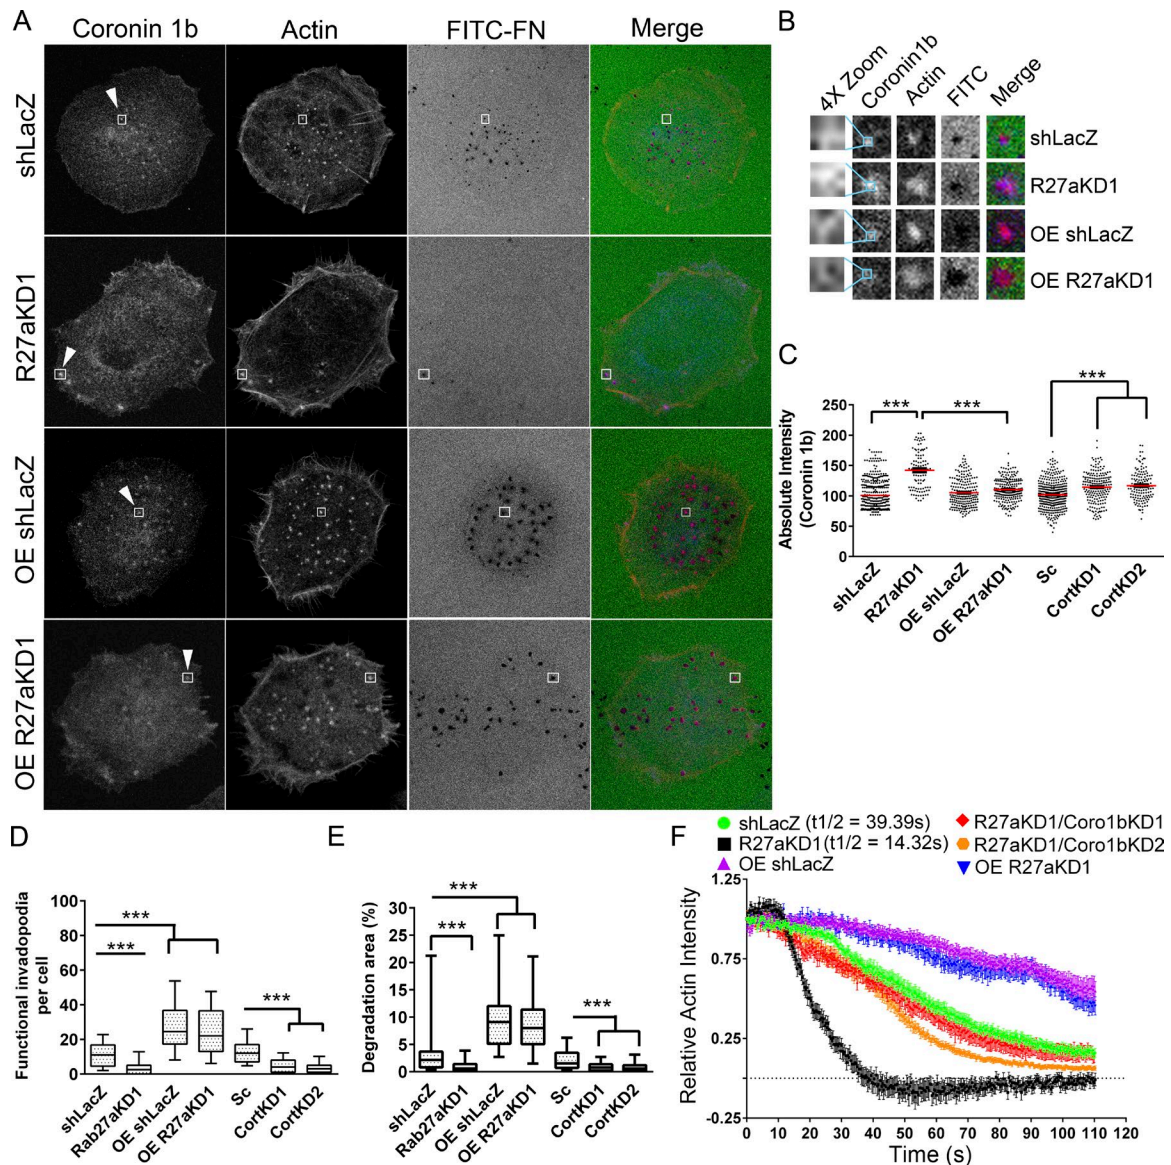 A
Coronin 1b
Actin
FITC-FN
Merge
shLacZ
R27aKD1
OE shLacZ
OE R27aKD1
B
4X Zoom
Coronin1b
Actin
FITC
Merge
shLacZ
R27aKD1
OE shLacZ
OE R27aKD1
C
Absolute Intensity
(Coronin 1b)
250
200
150
100
50
0
***
***
***
shLacZ
R27aKD1
OE shLacZ
OE R27aKD1
Sc
CortKD1
CortKD2
D
Functional invadopodia
per cell
100
80
60
40
20
0
***
***
***
shLacZ
Rab27aKD1
OE shLacZ
OE R27aKD1
Sc
CortKD1
CortKD2
E
Degradation area (%)
30
25
20
15
10
5
0
***
***
***
shLacZ
Rab27aKD1
OE shLacZ
OE R27aKD1
Sc
CortKD1
CortKD2
F
shLacZ (t1/2 = 39.39s)
R27aKD1(t1/2 = 14.32s)
OE shLacZ
R27aKD1/Coro1bKD1
R27aKD1/Coro1bKD2
OE R27aKD1
Relative Actin Intensity
1.25
0.75
0.25
-0.25
0 10 20 30 40 50 60 70 80 90 100 110 120
Time (s)